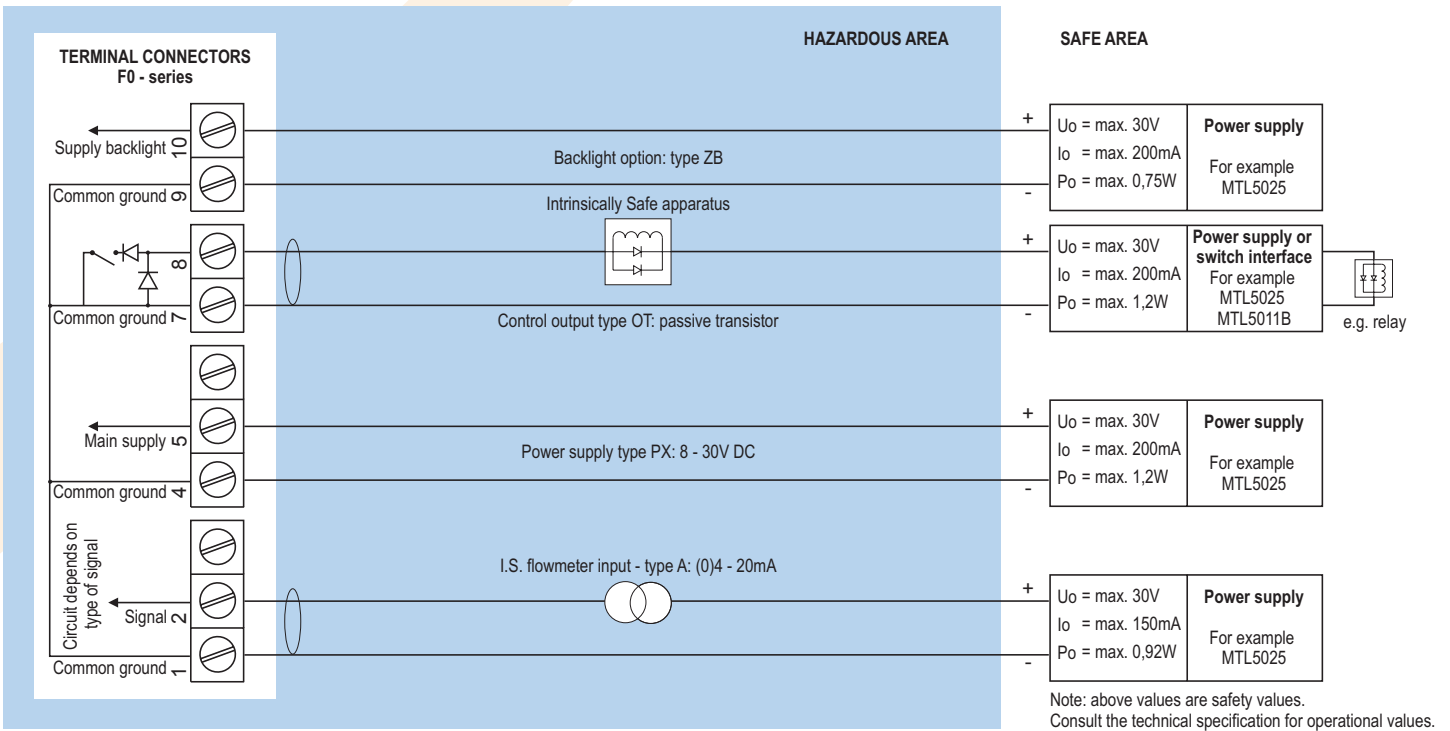 HAZARDOUS AREA
SAFE AREA
TERMINAL CONNECTORS
F0 - series
Supply backlight
10
Common ground
9
Backlight option: type ZB
+
-
Uo = max. 30V
Io = max. 200mA
Po = max. 0,75W
Power supply
For example
MTL5025
Intrinsically Safe apparatus
8
Common ground
7
Control output type OT: passive transistor
+
-
Uo = max. 30V
Io = max. 200mA
Po = max. 1,2W
Power supply or
switch interface
For example
MTL5025
MTL5011B
e.g. relay
Main supply
5
Common ground
4
Power supply type PX: 8 - 30V DC
+
-
Uo = max. 30V
Io = max. 200mA
Po = max. 1,2W
Power supply
For example
MTL5025
Circuit depends on
type of signal
Signal
2
Common ground
1
I.S. flowmeter input - type A: (0)4 - 20mA
+
-
Uo = max. 30V
Io = max. 150mA
Po = max. 0,92W
Power supply
For example
MTL5025
Note: above values are safety values.
Consult the technical specification for operational values.